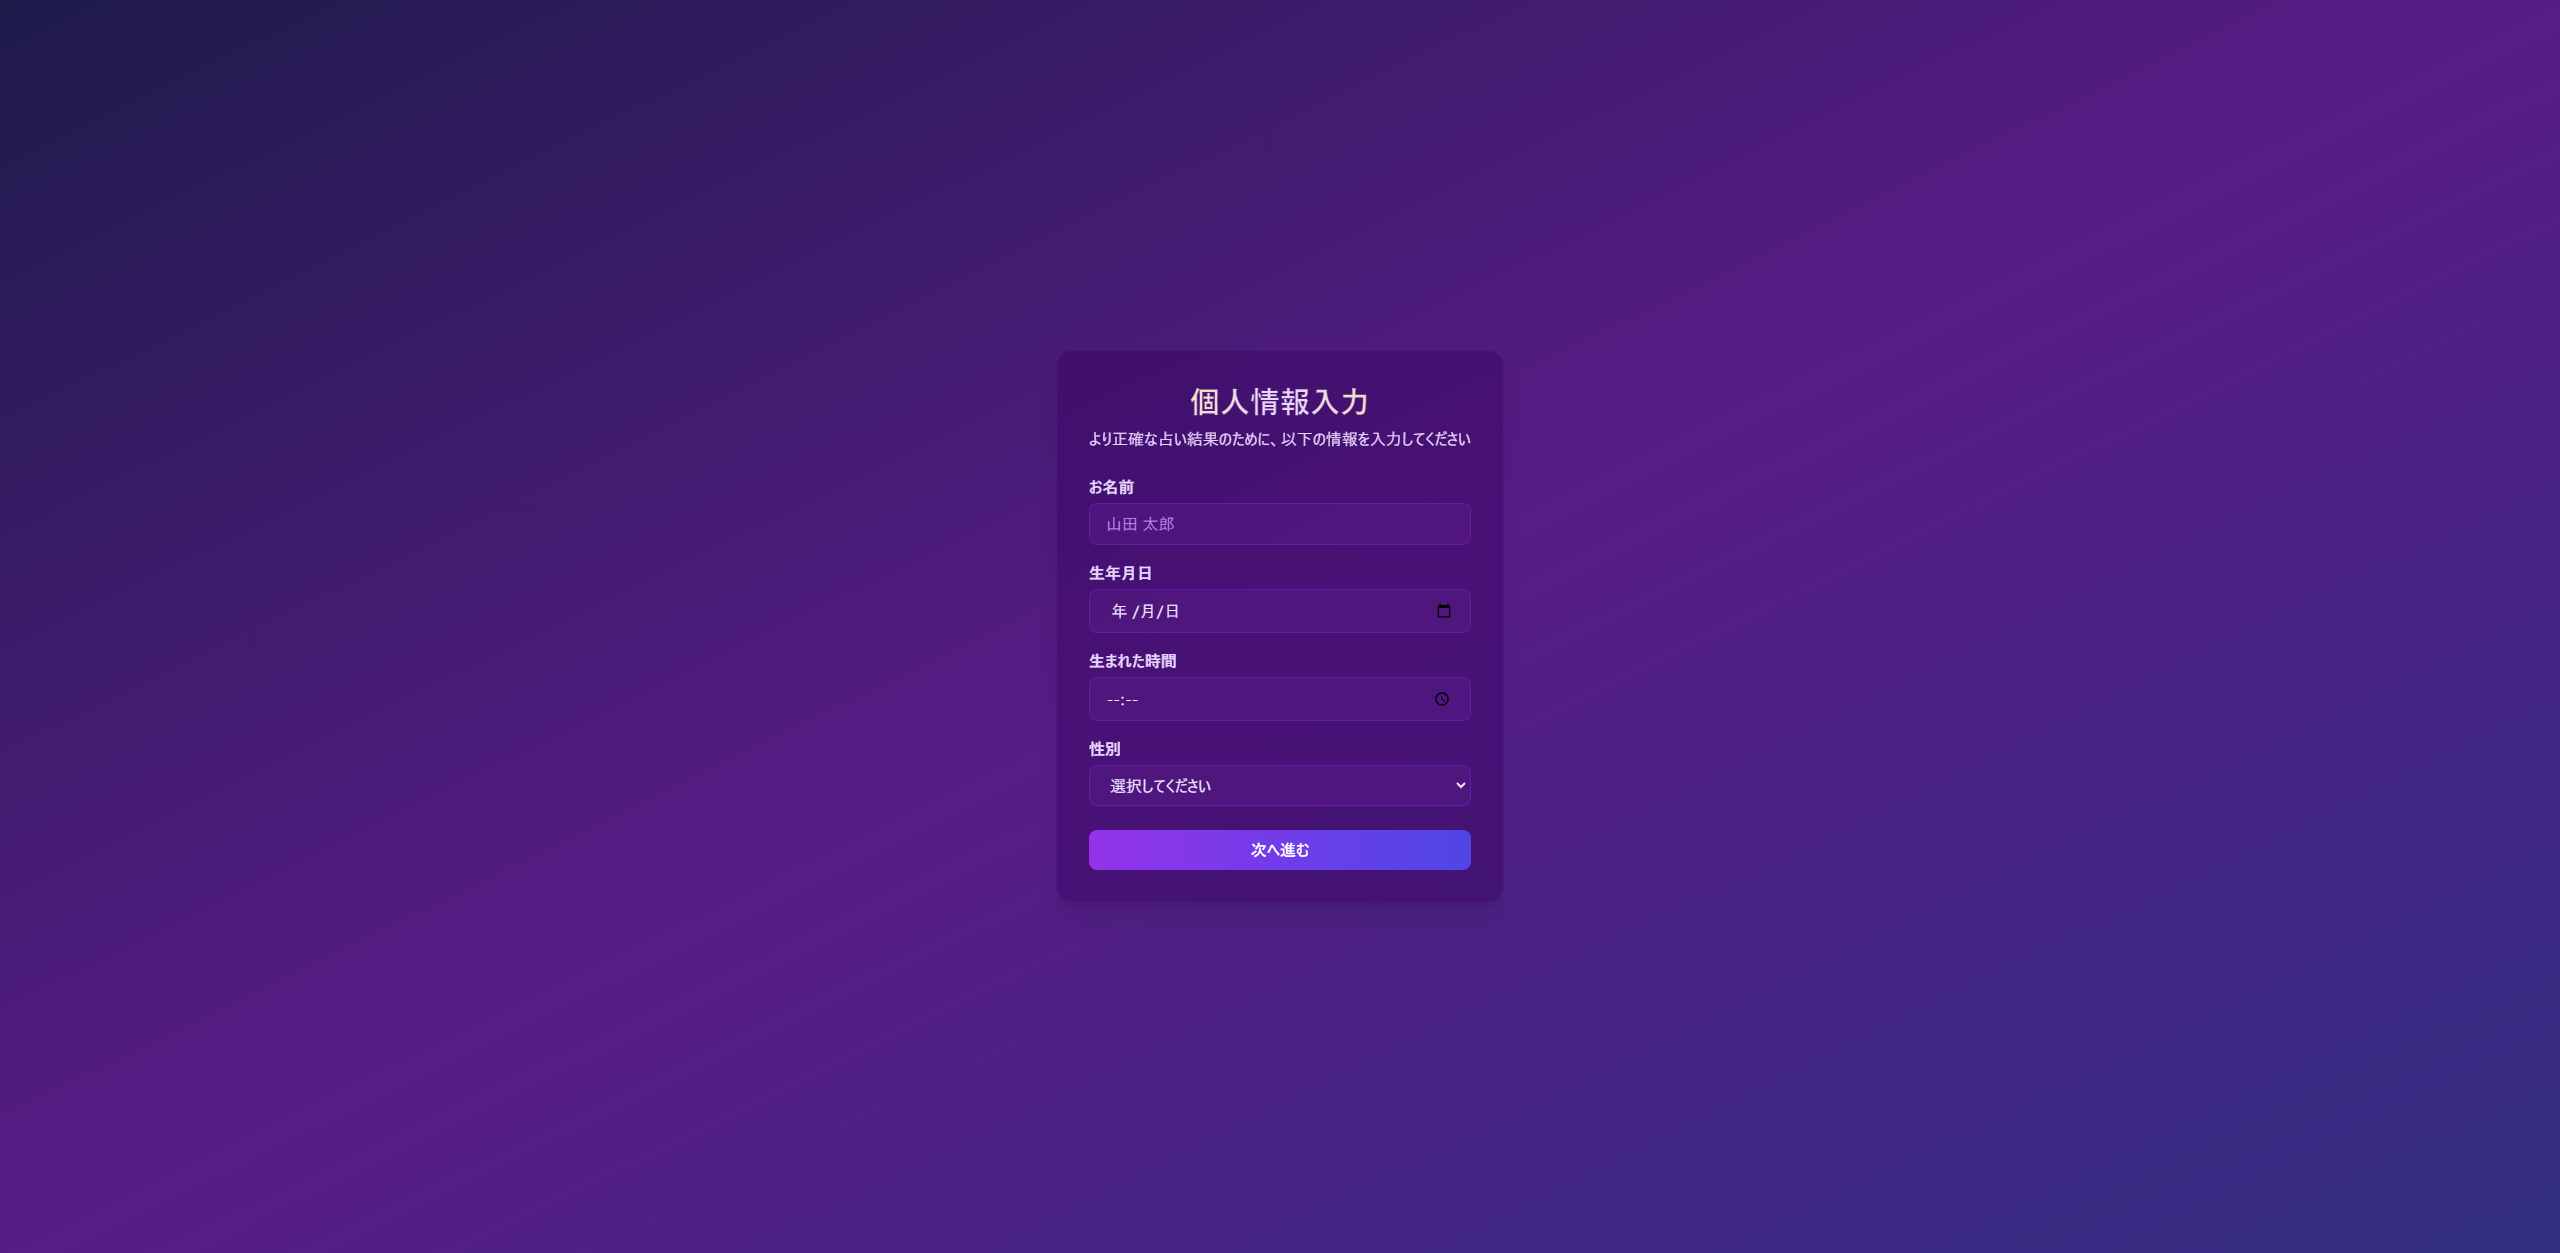 個人情報入力
より正確な占い結果のために、以下の情報を入力してください
お名前
山田 太郎
生年月日
年 /月/日
生まれた時間
--:--
性別
選択してください
次へ進む